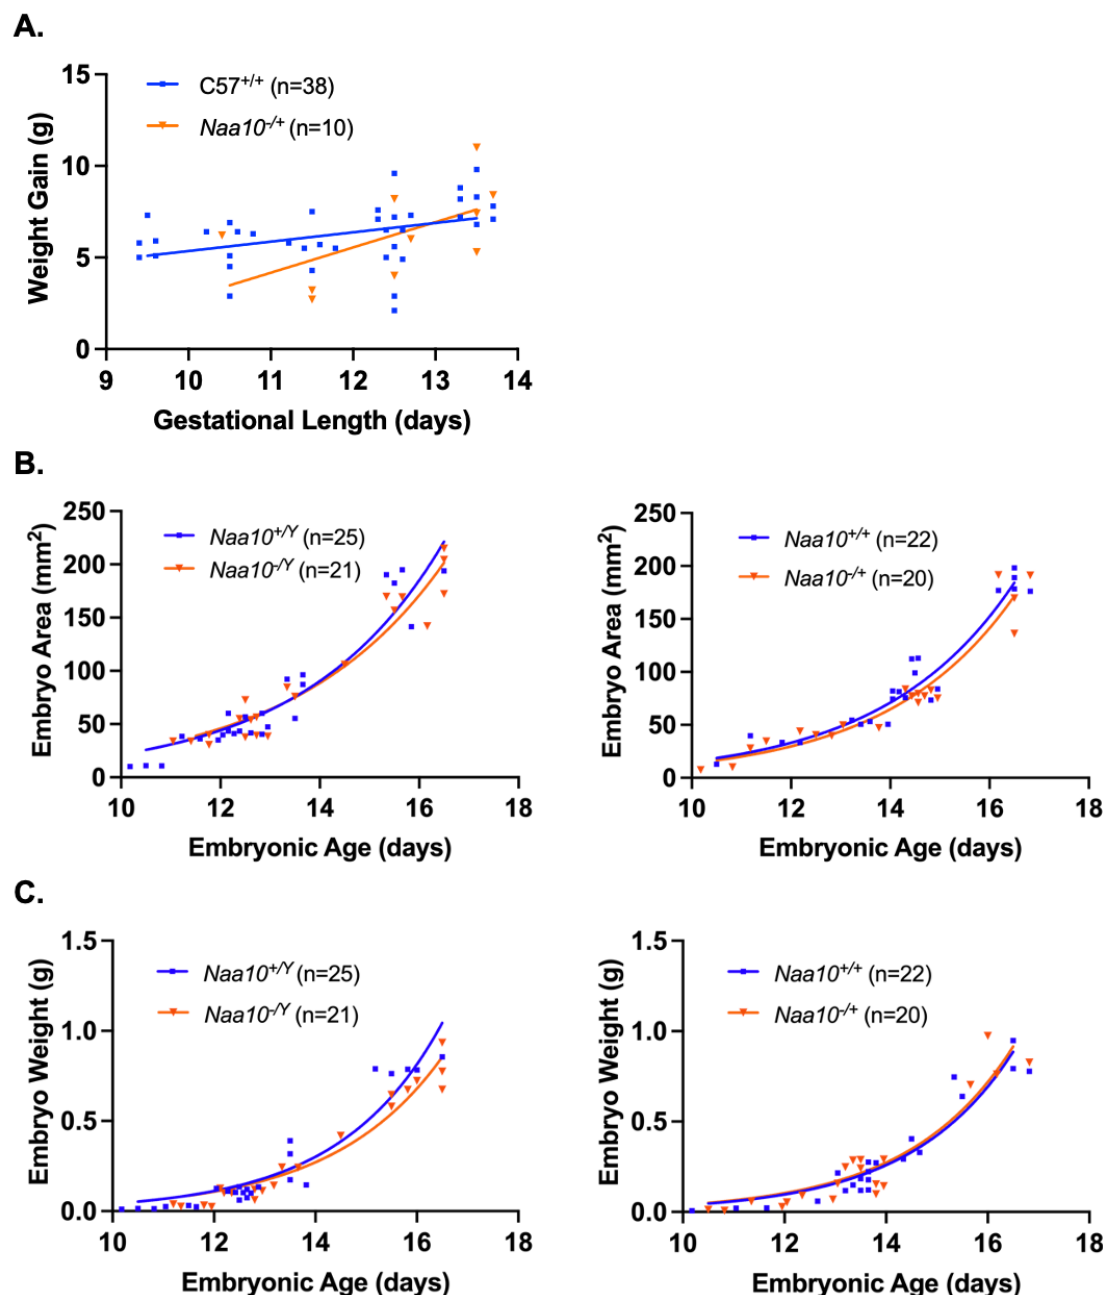 A.
C57+/+ (n=38)
Naa10-/+ (n=10)
Weight Gain (g)
15
10
5
0
9 10 11 12 13 14
Gestational Length (days)
B.
Naa10+/Y (n=25)
Naa10-/Y (n=21)
Embryo Area (mm2)
250
200
150
100
50
0
10 12 14 16 18
Embryonic Age (days)
Naa10+/+ (n=22)
Naa10-/+ (n=20)
Embryo Area (mm2)
250
200
150
100
50
0
10 12 14 16 18
Embryonic Age (days)
C.
Naa10+/Y (n=25)
Naa10-/Y (n=21)
Embryo Weight (g)
1.5
1.0
0.5
0.0
10 12 14 16 18
Embryonic Age (days)
Naa10+/+ (n=22)
Naa10-/+ (n=20)
Embryo Weight (g)
1.5
1.0
0.5
0.0
10 12 14 16 18
Embryonic Age (days)